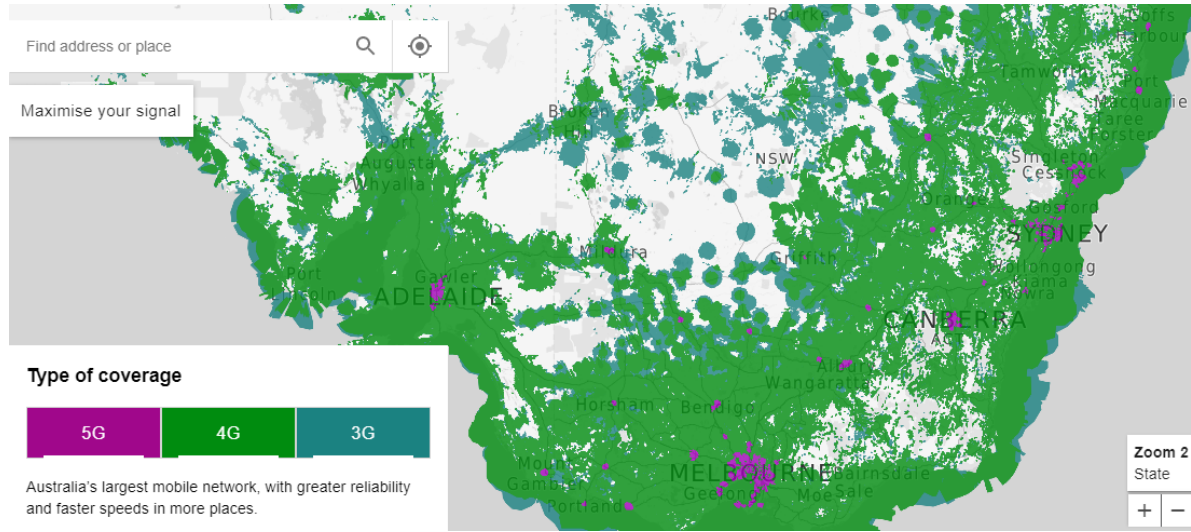 Find address or place
Maximise your signal
Bourke
Coffs
Harbour
Tamworth
Port
Macquarie
Taree
Forster
Broken
Hill
NSW
Port
Augusta
Whyalla
Singleton
Cessnock
Orange
Gosford
SYDNEY
Mildura
Griffith
Wollongong
Kiama
Nowra
Port
Lincoln
Gawler
ADELAIDE
CANBERRA
ACT
Albury
Wangaratta
Horsham
Bendigo
Mount
Gambier
MELBOURNE
Bairnsdale
Geelong
Moe
Sale
Portland
Type of coverage
5G
4G
3G
Australia's largest mobile network, with greater reliability
and faster speeds in more places.
Zoom 2
State
+ −